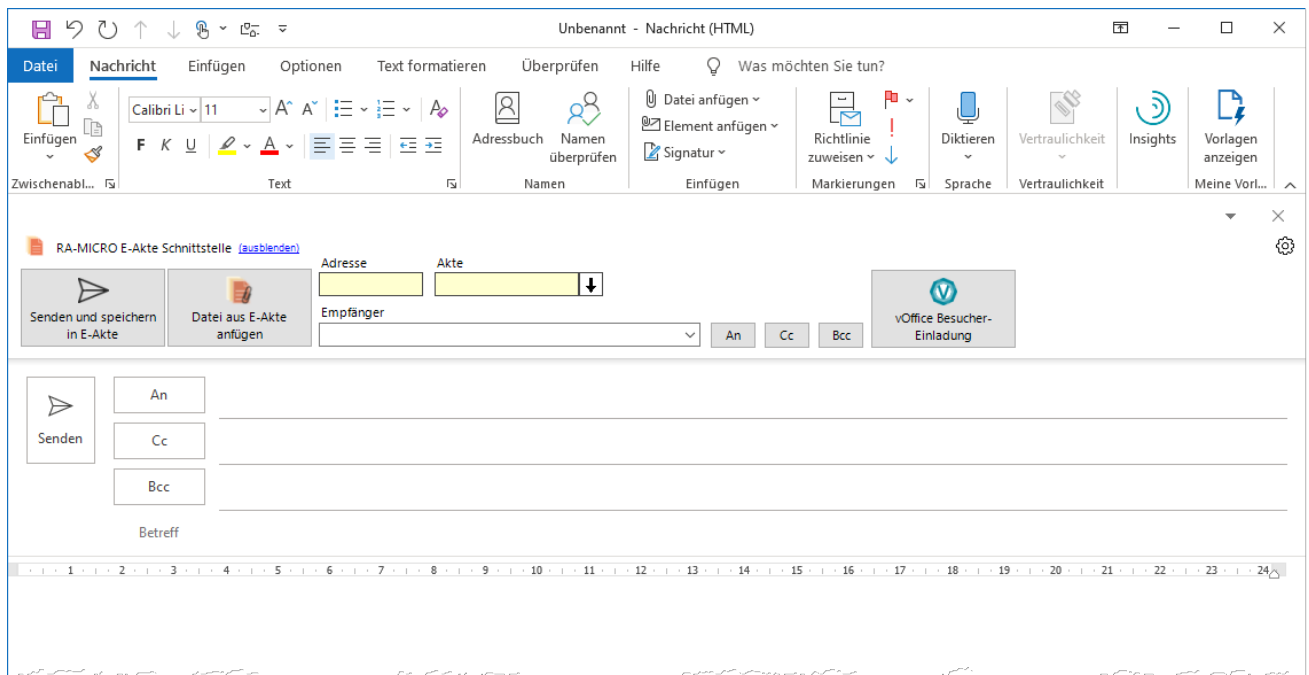 Unbenannt - Nachricht (HTML)
Datei Nachricht Einfügen Optionen Text formatieren Überprüfen Hilfe Was möchten Sie tun?
Calibri Li 11
Datei anfügen
Element anfügen
Signatur
F K U A
Einfügen
Adressbuch
Namen
überprüfen
Richtlinie
zuweisen
Diktieren
Vertraulichkeit
Insights
Vorlagen
anzeigen
Zwischenabl... Text Namen Einfügen Markierungen Sprache Vertraulichkeit Meine Vorl...
RA-MICRO E-Akte Schnittstelle (ausblenden)
Adresse Akte
Senden und speichern
in E-Akte
Datei aus E-Akte
anfügen
Empfänger
An Cc Bcc
vOffice Besucher-
Einladung
Senden
An
Cc
Bcc
Betreff
1 2 3 4 5 6 7 8 9 10 11 12 13 14 15 16 17 18 19 20 21 22 23 24